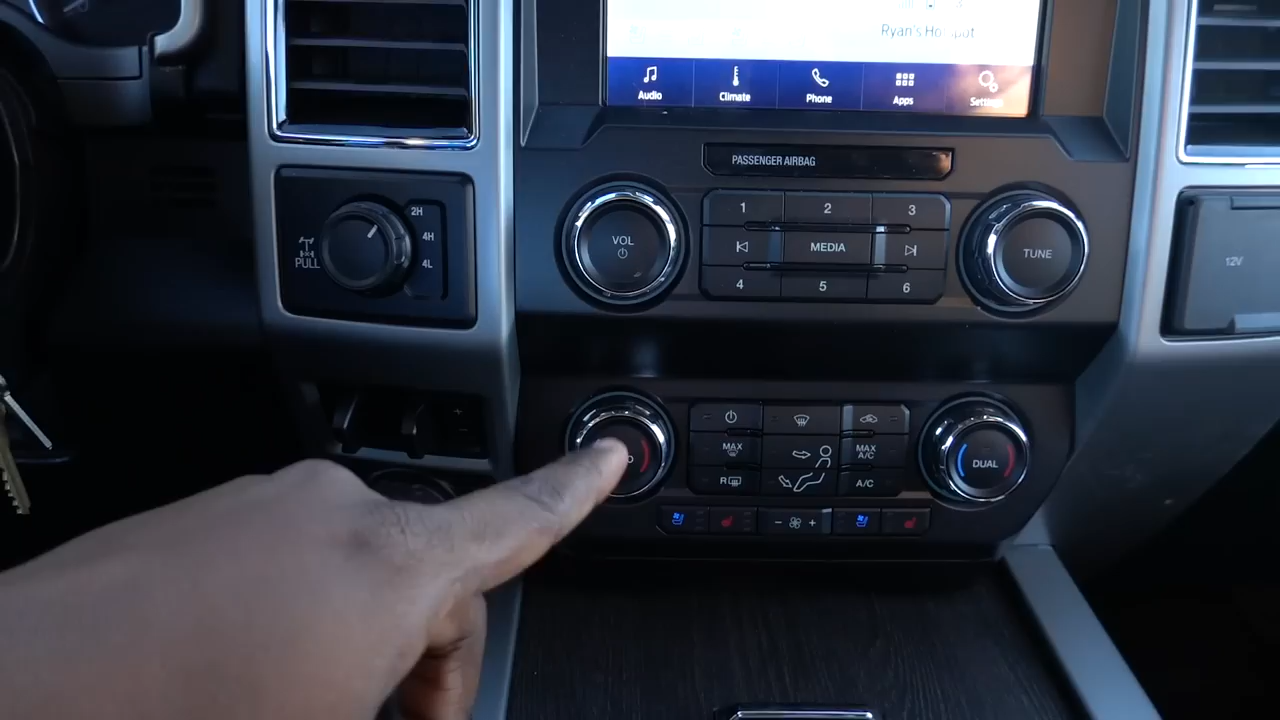 Ryan's Hotspot
Audio
Climate
Phone
Apps
PASSENGER AIRBAG
2H
4H
4L
PULL
VOL
1
2
3
MEDIA
4
5
6
TUNE
12V
MAX
R
MAX
A/C
A/C
DUAL
- +